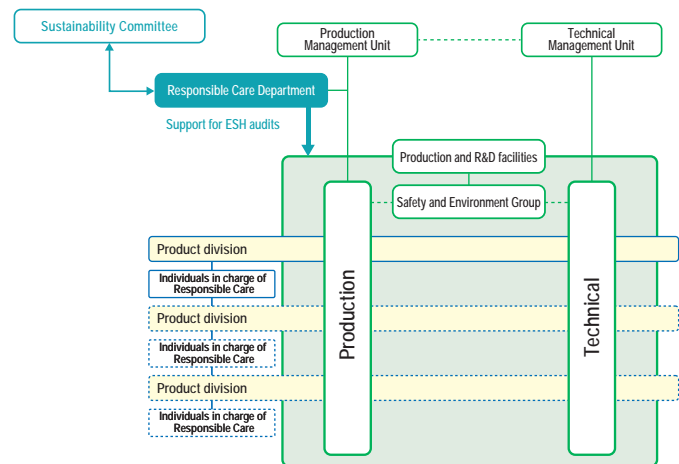 Sustainability Committee
Production
Management Unit
Technical
Management Unit
Responsible Care Department
Support for ESH audits
Production and R&D facilities
Safety and Environment Group
Product division
Individuals in charge of
Responsible Care
Product division
Individuals in charge of
Responsible Care
Product division
Individuals in charge of
Responsible Care
Production
Technical